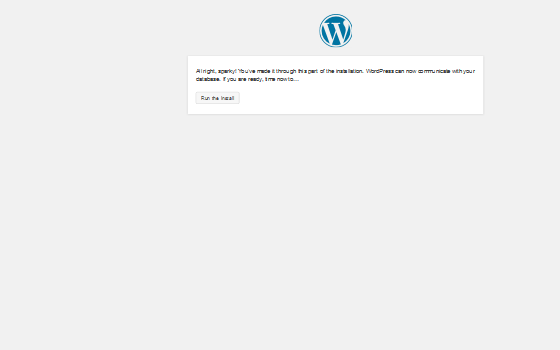 All right, sparky! You've made it through this part of the installation. WordPress can now communicate with your
database. If you are ready, time now to…
Run the install